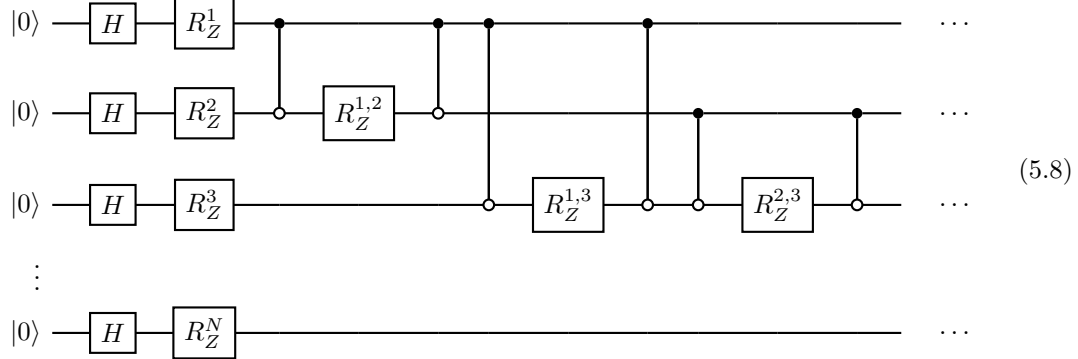 |0⟩ H R_Z^1 · · ·
|0⟩ H R_Z^2 R_Z^{1,2} · · ·
(5.8)
|0⟩ H R_Z^3 R_Z^{1,3} R_Z^{2,3} · · ·
⋮
|0⟩ H R_Z^N · · ·